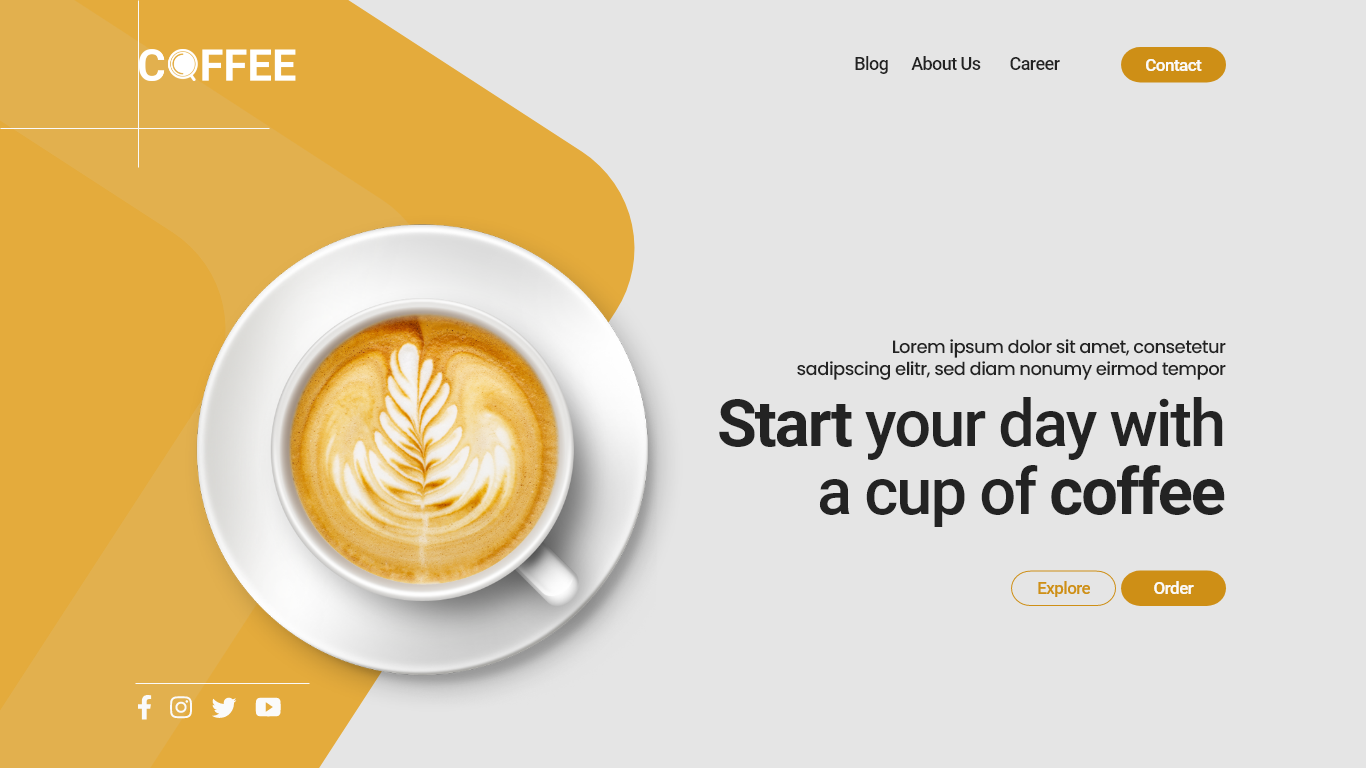 COFFEE
Blog About Us Career Contact
Lorem ipsum dolor sit amet, consetetur
sadipscing elitr, sed diam nonumy eirmod tempor
Start your day with
a cup of coffee
Explore Order